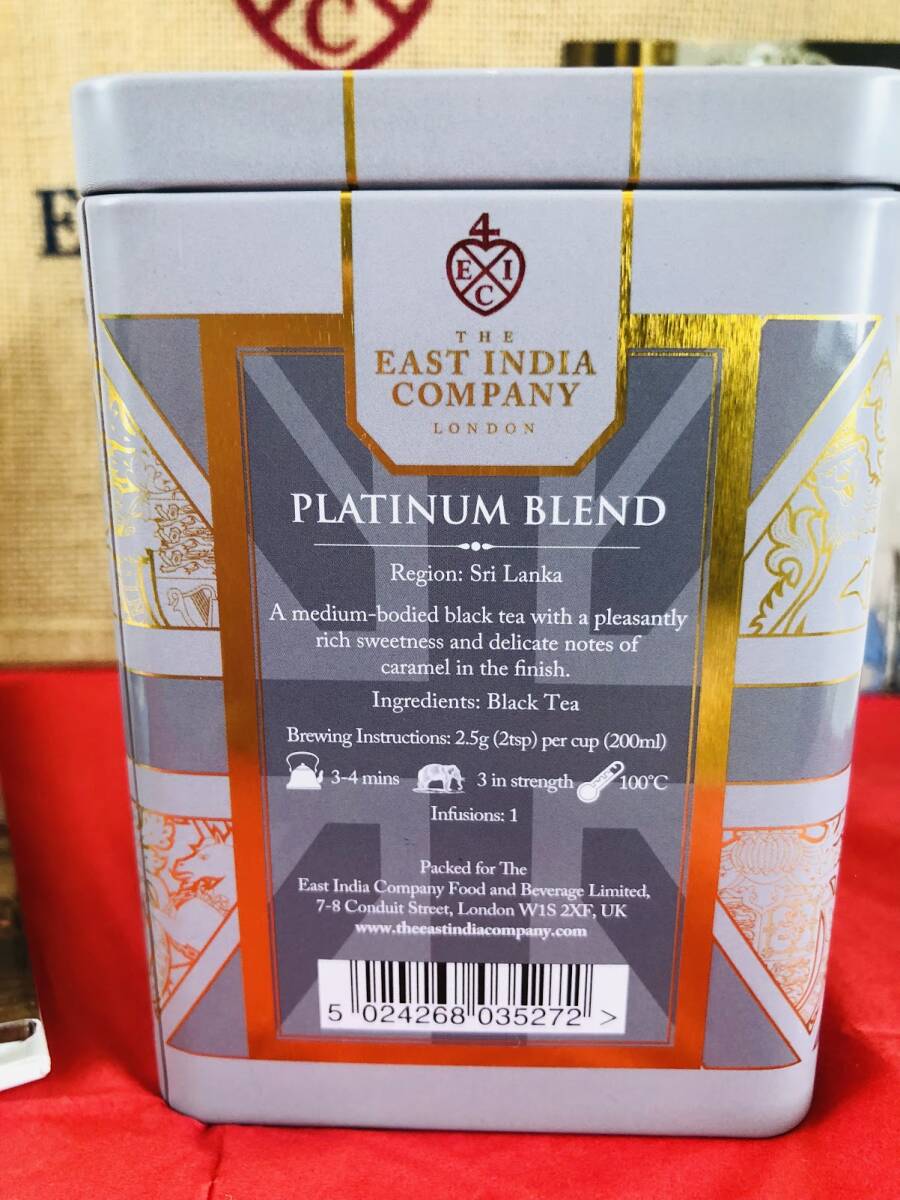 C
E
4
E I
C
THE
EAST INDIA
COMPANY
LONDON
PLATINUM BLEND
Region: Sri Lanka
A medium-bodied black tea with a pleasantly
rich sweetness and delicate notes of
caramel in the finish.
Ingredients: Black Tea
Brewing Instructions: 2.5g (2tsp) per cup (200ml)
3-4 mins 3 in strength 100°C
Infusions: 1
Packed for The
East India Company Food and Beverage Limited,
7-8 Conduit Street, London W1S 2XF, UK
www.theeastindiacompany.com
5 024268 035272 >